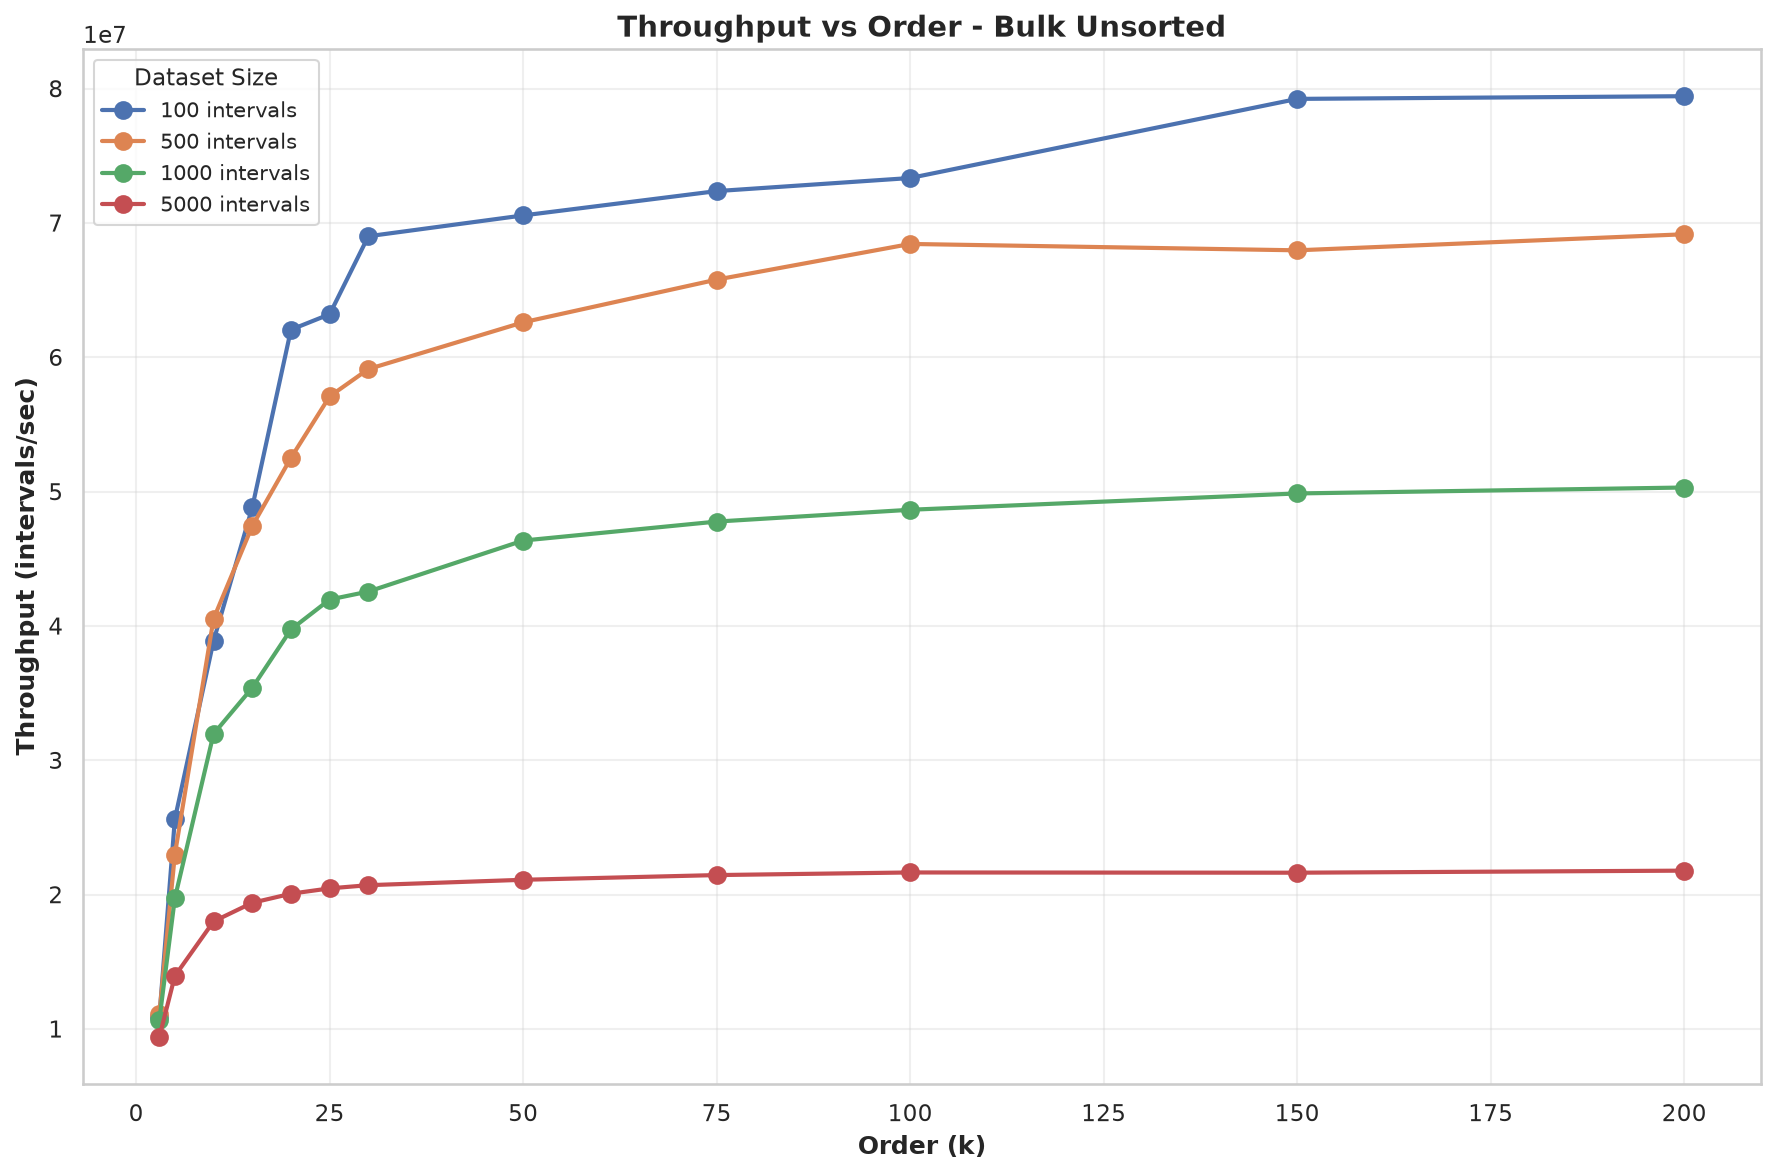 Throughput vs Order - Bulk Unsorted
1e7
Dataset Size
100 intervals
500 intervals
1000 intervals
5000 intervals
8
7
6
5
4
3
2
1
Throughput (intervals/sec)
0 25 50 75 100 125 150 175 200
Order (k)